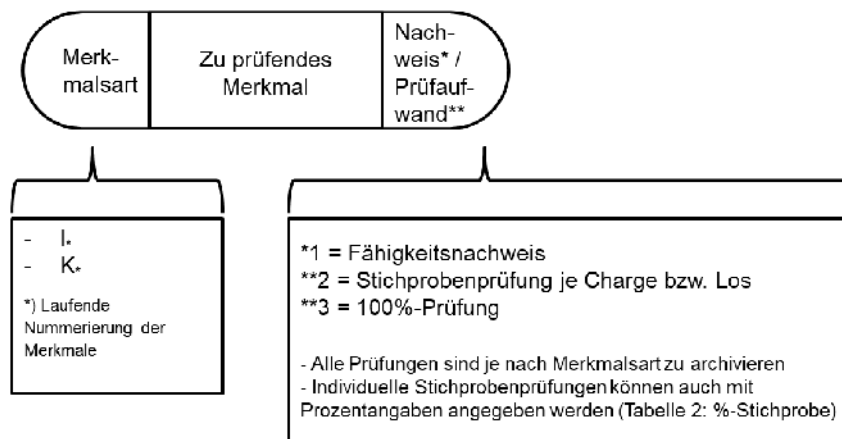 Merk-
malsart
Zu prüfendes
Merkmal
Nach-
weis* /
Prüfauf-
wand**
- I*
- K*
*) Laufende
Nummerierung der
Merkmale
*1 = Fähigkeitsnachweis
**2 = Stichprobenprüfung je Charge bzw. Los
**3 = 100%-Prüfung
- Alle Prüfungen sind je nach Merkmalsart zu archivieren
- Individuelle Stichprobenprüfungen können auch mit
Prozentangaben angegeben werden (Tabelle 2: %-Stichprobe)